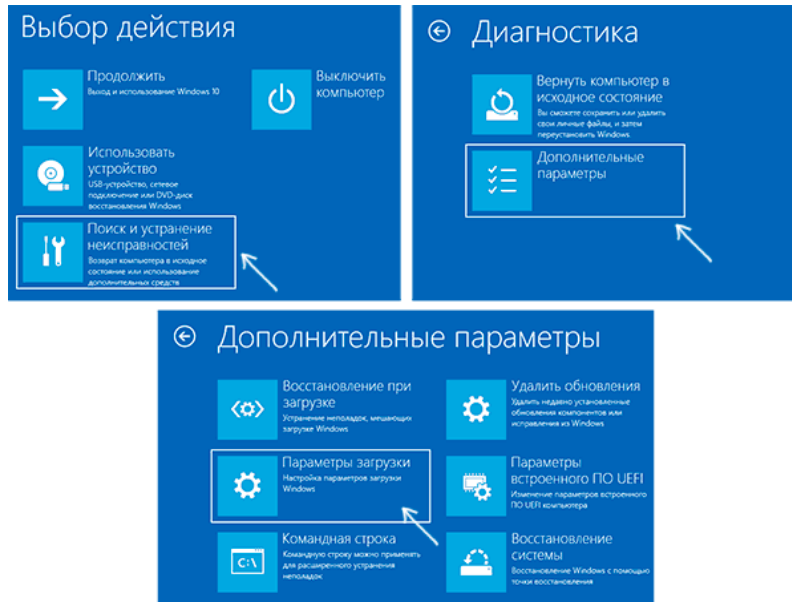 Выбор действия
Продолжить
Выход и использование Windows 10
Выключить
компьютер
Использовать
устройство
USB-устройство, сетевое
подключение или DVD-диск
восстановления Windows
Поиск и устранение
неисправностей
Возврат компьютера в исходное
состояние или использование
дополнительных средств
Диагностика
Вернуть компьютер в
исходное состояние
Вы сможете сохранить или удалить
свои личные файлы, и затем
переустановить Windows
Дополнительные
параметры
Дополнительные параметры
Восстановление при
загрузке
Устранение неполадок, мешающих
загрузке Windows
Удалить обновления
Удалить недавно установленные
обновления компонентов или
исправления из Windows
Параметры загрузки
Настройка параметров загрузки
Windows
Параметры
встроенного ПО UEFI
Изменение параметров встроенного
ПО UEFI компьютера
C:\
Командная строка
Командную строку можно применять
для расширенного устранения
неполадок
Восстановление
системы
Восстановление Windows с помощью
точки восстановления